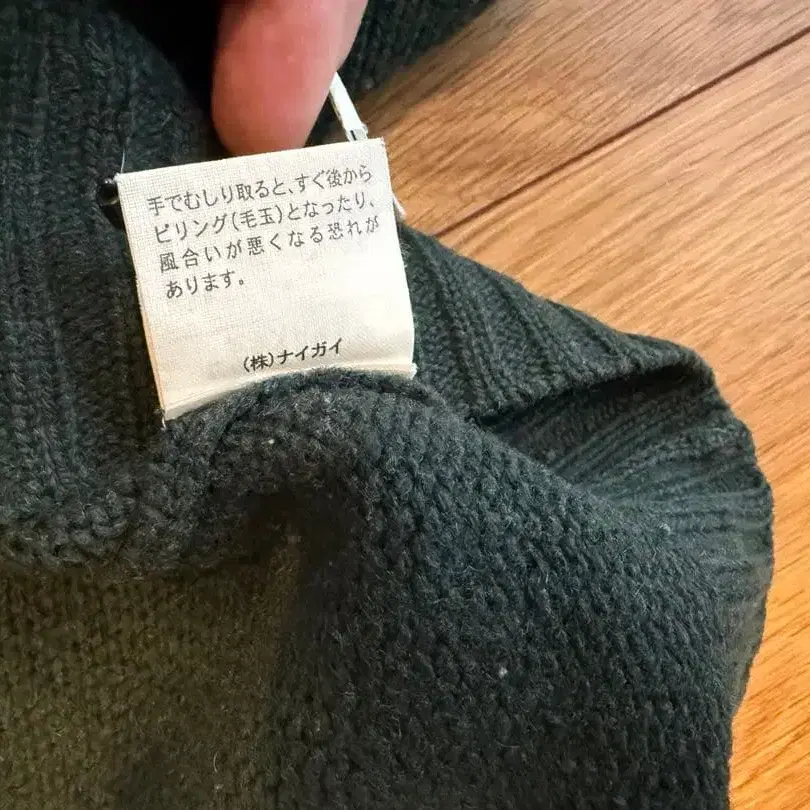 手でむしり取ると、すぐ後から
ピリング(毛玉)となったり、
風合いが悪くなる恐れが
あります。
(株)ナイガイ